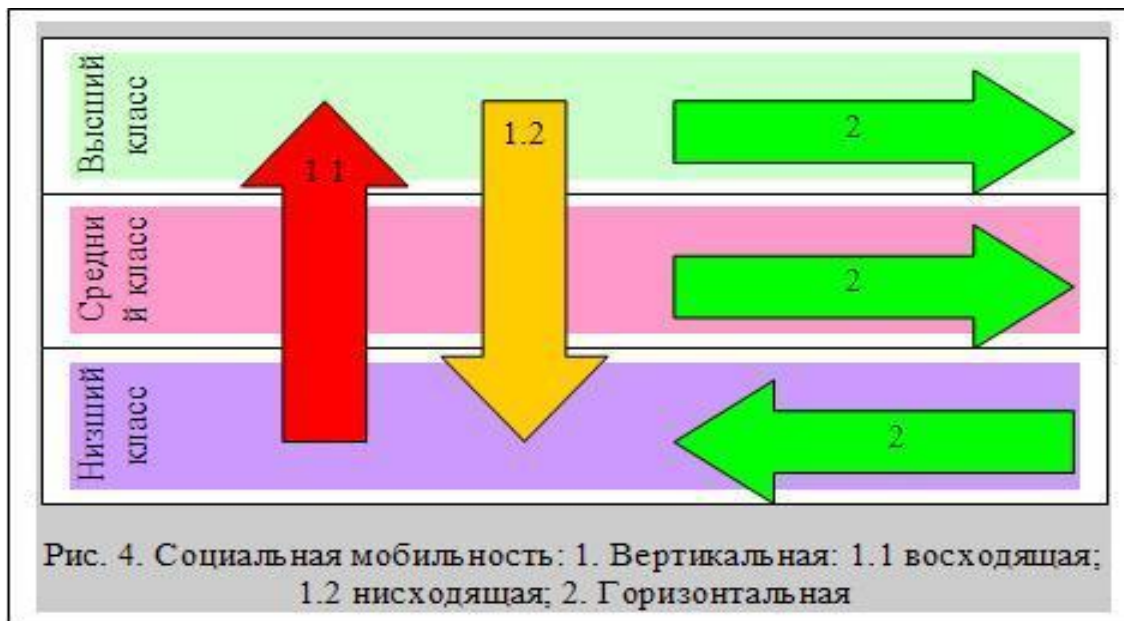 Высший
класс
1.1
1.2
2
Средни
й класс
2
Низший
класс
2
Рис. 4. Социальная мобильность: 1. Вертикальная: 1.1 восходящая;
1.2 нисходящая; 2. Горизонтальная